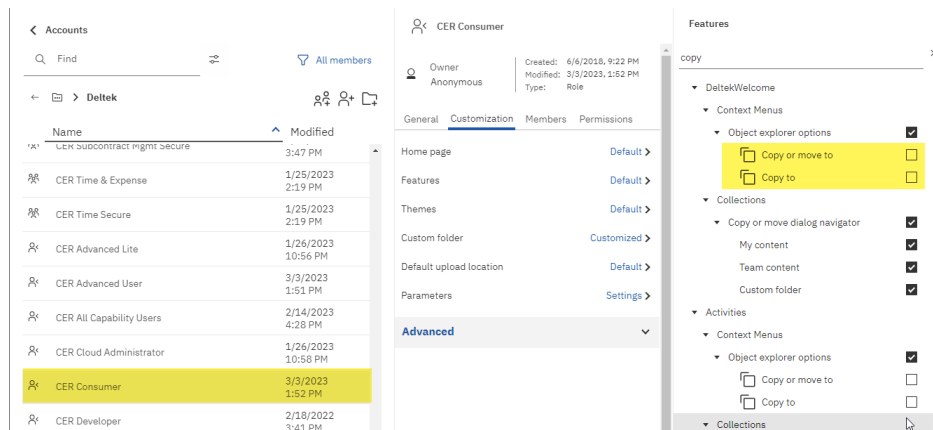 Accounts
Find
All members
Deltek
Name
Modified
CER Subcontract Mgmt Secure
3:47 PM
CER Time & Expense
1/25/2023
2:19 PM
CER Time Secure
1/25/2023
2:19 PM
CER Advanced Lite
1/26/2023
10:56 PM
CER Advanced User
3/3/2023
1:51 PM
CER All Capability Users
2/14/2023
4:28 PM
CER Cloud Administrator
1/26/2023
10:58 PM
CER Consumer
3/3/2023
1:52 PM
CER Developer
2/18/2022
3:41 PM
CER Consumer
Owner
Anonymous
Created: 6/6/2018, 9:22 PM
Modified: 3/3/2023, 1:52 PM
Type: Role
General Customization Members Permissions
Home page Default
Features Default
Themes Default
Custom folder Customized
Default upload location Default
Parameters Settings
Advanced
Features
copy
DeltekWelcome
Context Menus
Object explorer options
Copy or move to
Copy to
Collections
Copy or move dialog navigator
My content
Team content
Custom folder
Activities
Context Menus
Object explorer options
Copy or move to
Copy to
Collections